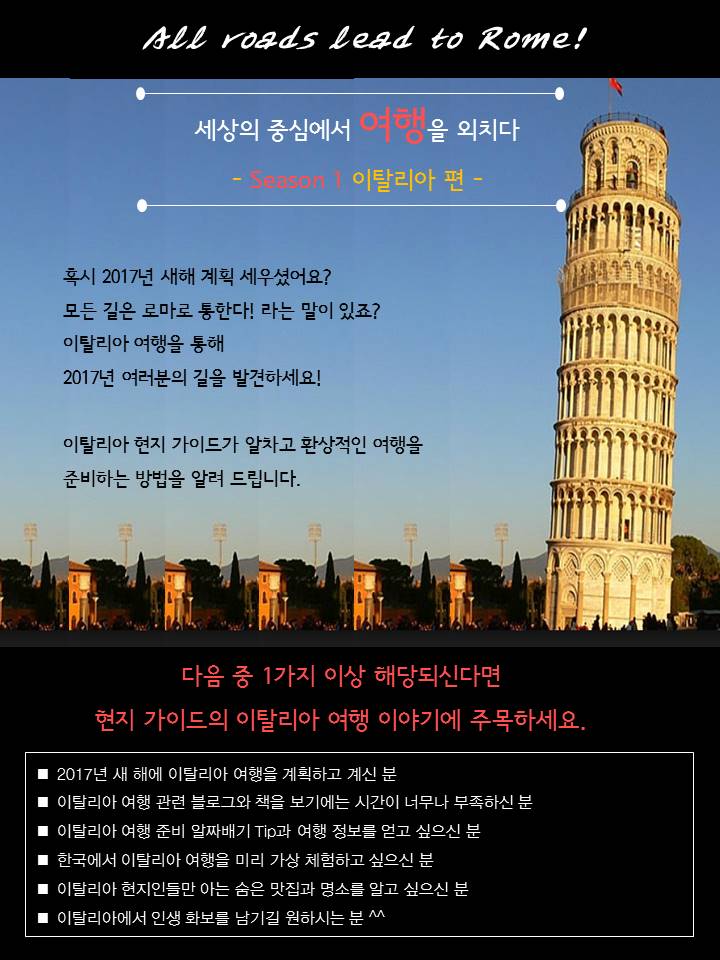 All roads lead to Rome!
세상의 중심에서 여행을 외치다
- Season 1 이탈리아 편 -
혹시 2017년 새해 계획 세우셨어요?
모든 길은 로마로 통한다! 라는 말이 있죠?
이탈리아 여행을 통해
2017년 여러분의 길을 발견하세요!
이탈리아 현지 가이드가 알차고 환상적인 여행을
준비하는 방법을 알려 드립니다.
다음 중 1가지 이상 해당되신다면
현지 가이드의 이탈리아 여행 이야기에 주목하세요.
■ 2017년 새 해에 이탈리아 여행을 계획하고 계신 분
■ 이탈리아 여행 관련 블로그와 책을 보기에는 시간이 너무나 부족하신 분
■ 이탈리아 여행 준비 알짜배기 Tip과 여행 정보를 얻고 싶으신 분
■ 한국에서 이탈리아 여행을 미리 가상 체험하고 싶으신 분
■ 이탈리아 현지인들만 아는 숨은 맛집과 명소를 알고 싶으신 분
■ 이탈리아에서 인생 화보를 남기길 원하시는 분 ^^